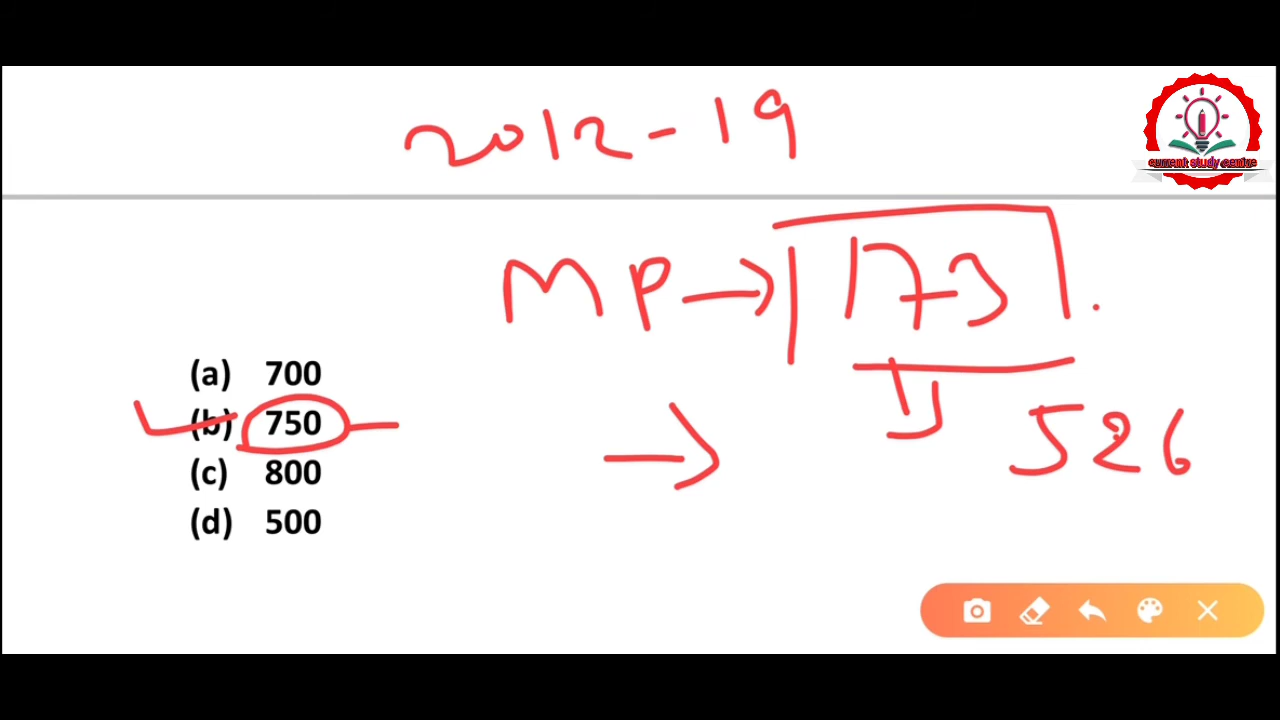 2012-19
current study centre
MP → 173
(a) 700
(b) 750
(c) 800
(d) 500
→ 526